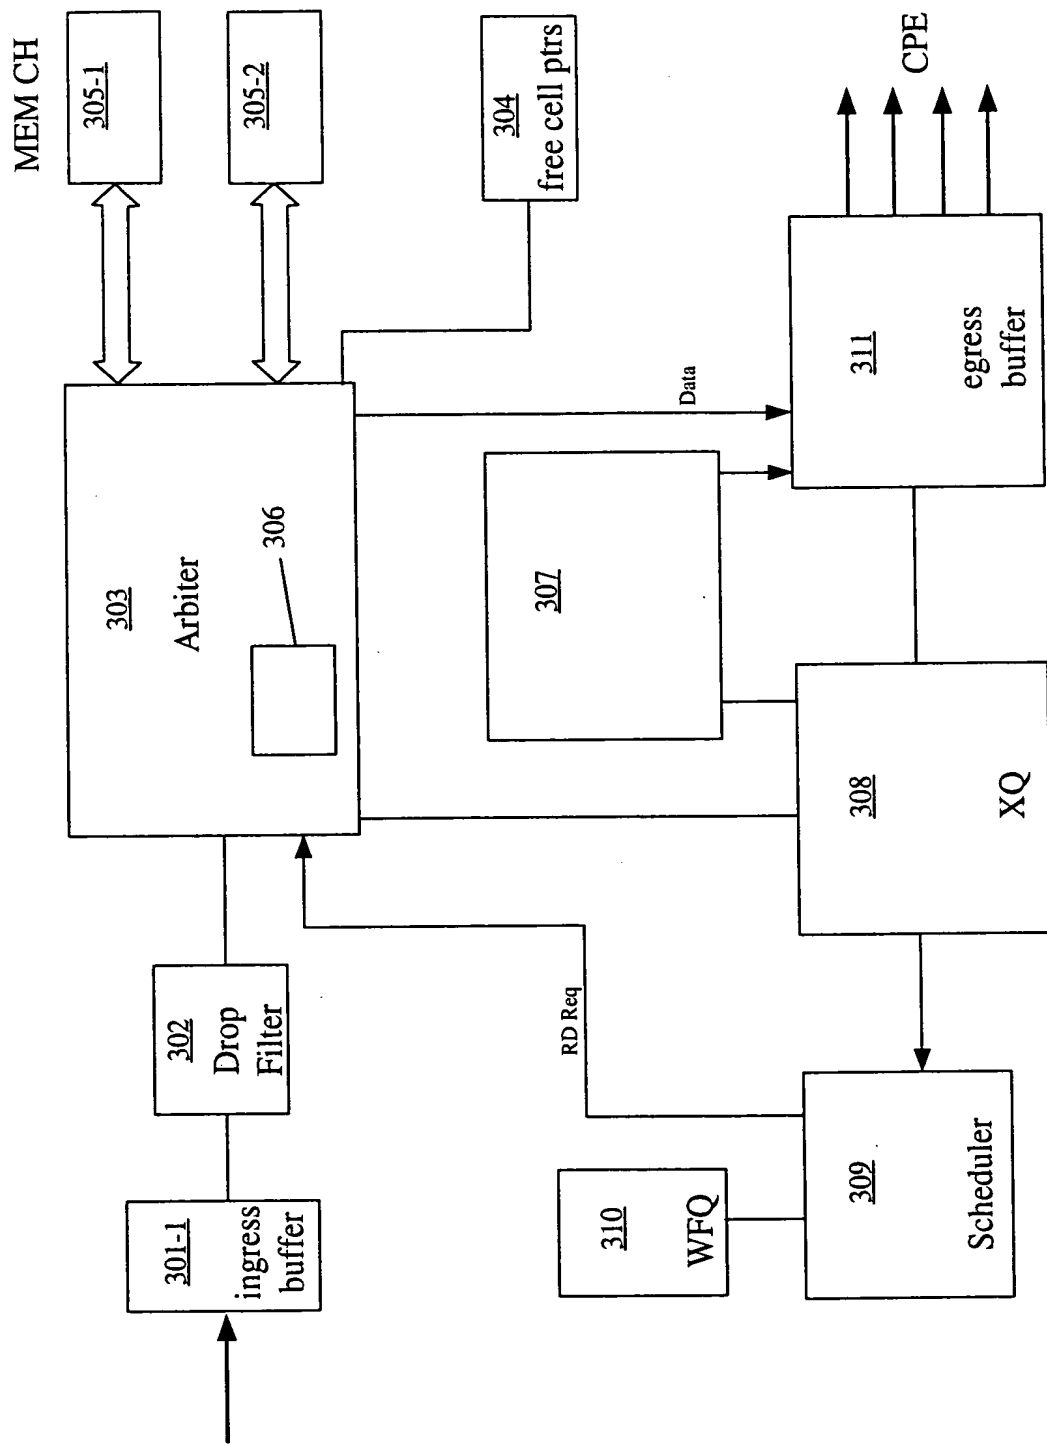 MEM CH
305-1
305-2
304
free cell ptrs
303
Arbiter
306
302
Drop
Filter
301-1
ingress
buffer
RD Req
Data
307
CPE
311
egress
buffer
308
XQ
310
WFQ
309
Scheduler